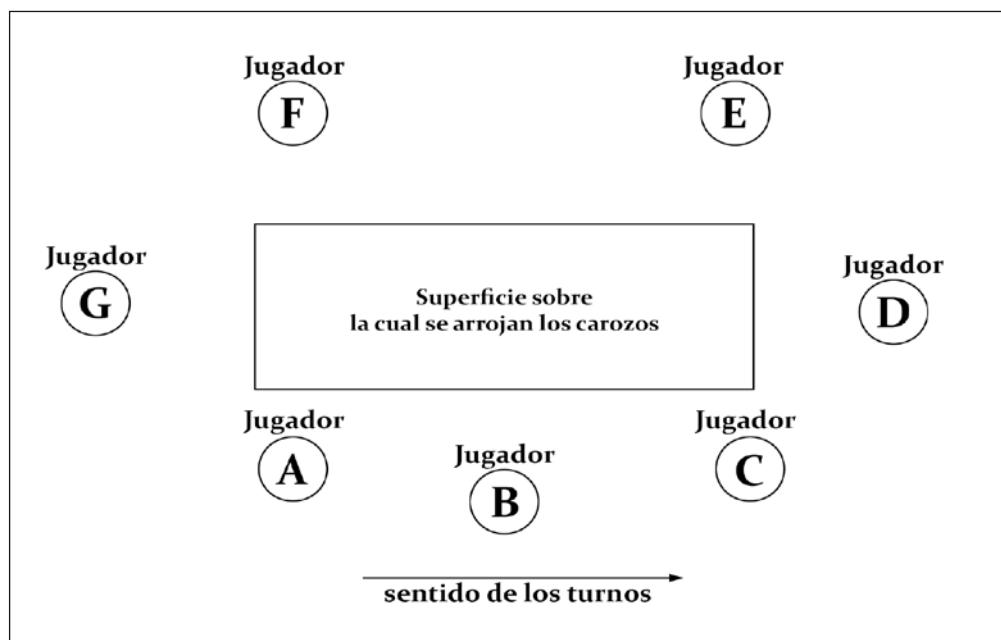 Jugador
F
Jugador
E
Jugador
G
Superficie sobre
la cual se arrojan los carozos
Jugador
D
Jugador
A
Jugador
B
Jugador
C
sentido de los turnos